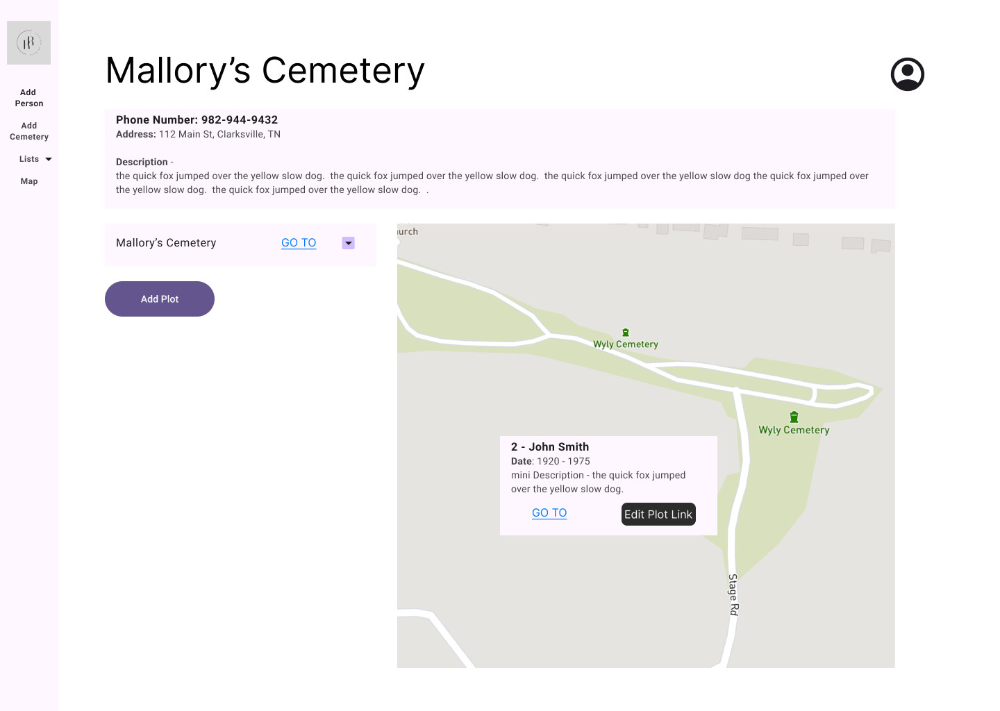 Add
Person
Add
Cemetery
Lists
Map
Mallory’s Cemetery
Phone Number: 982-944-9432
Address: 112 Main St, Clarksville, TN
Description -
the quick fox jumped over the yellow slow dog.  the quick fox jumped over the yellow slow dog.  the quick fox jumped over the yellow slow dog the quick fox jumped over
the yellow slow dog.  the quick fox jumped over the yellow slow dog.  .
Mallory’s Cemetery
GO TO
Add Plot
urch
Wyly Cemetery
Wyly Cemetery
2 - John Smith
Date: 1920 - 1975
mini Description - the quick fox jumped
over the yellow slow dog.
GO TO
Edit Plot Link
Stage Rd